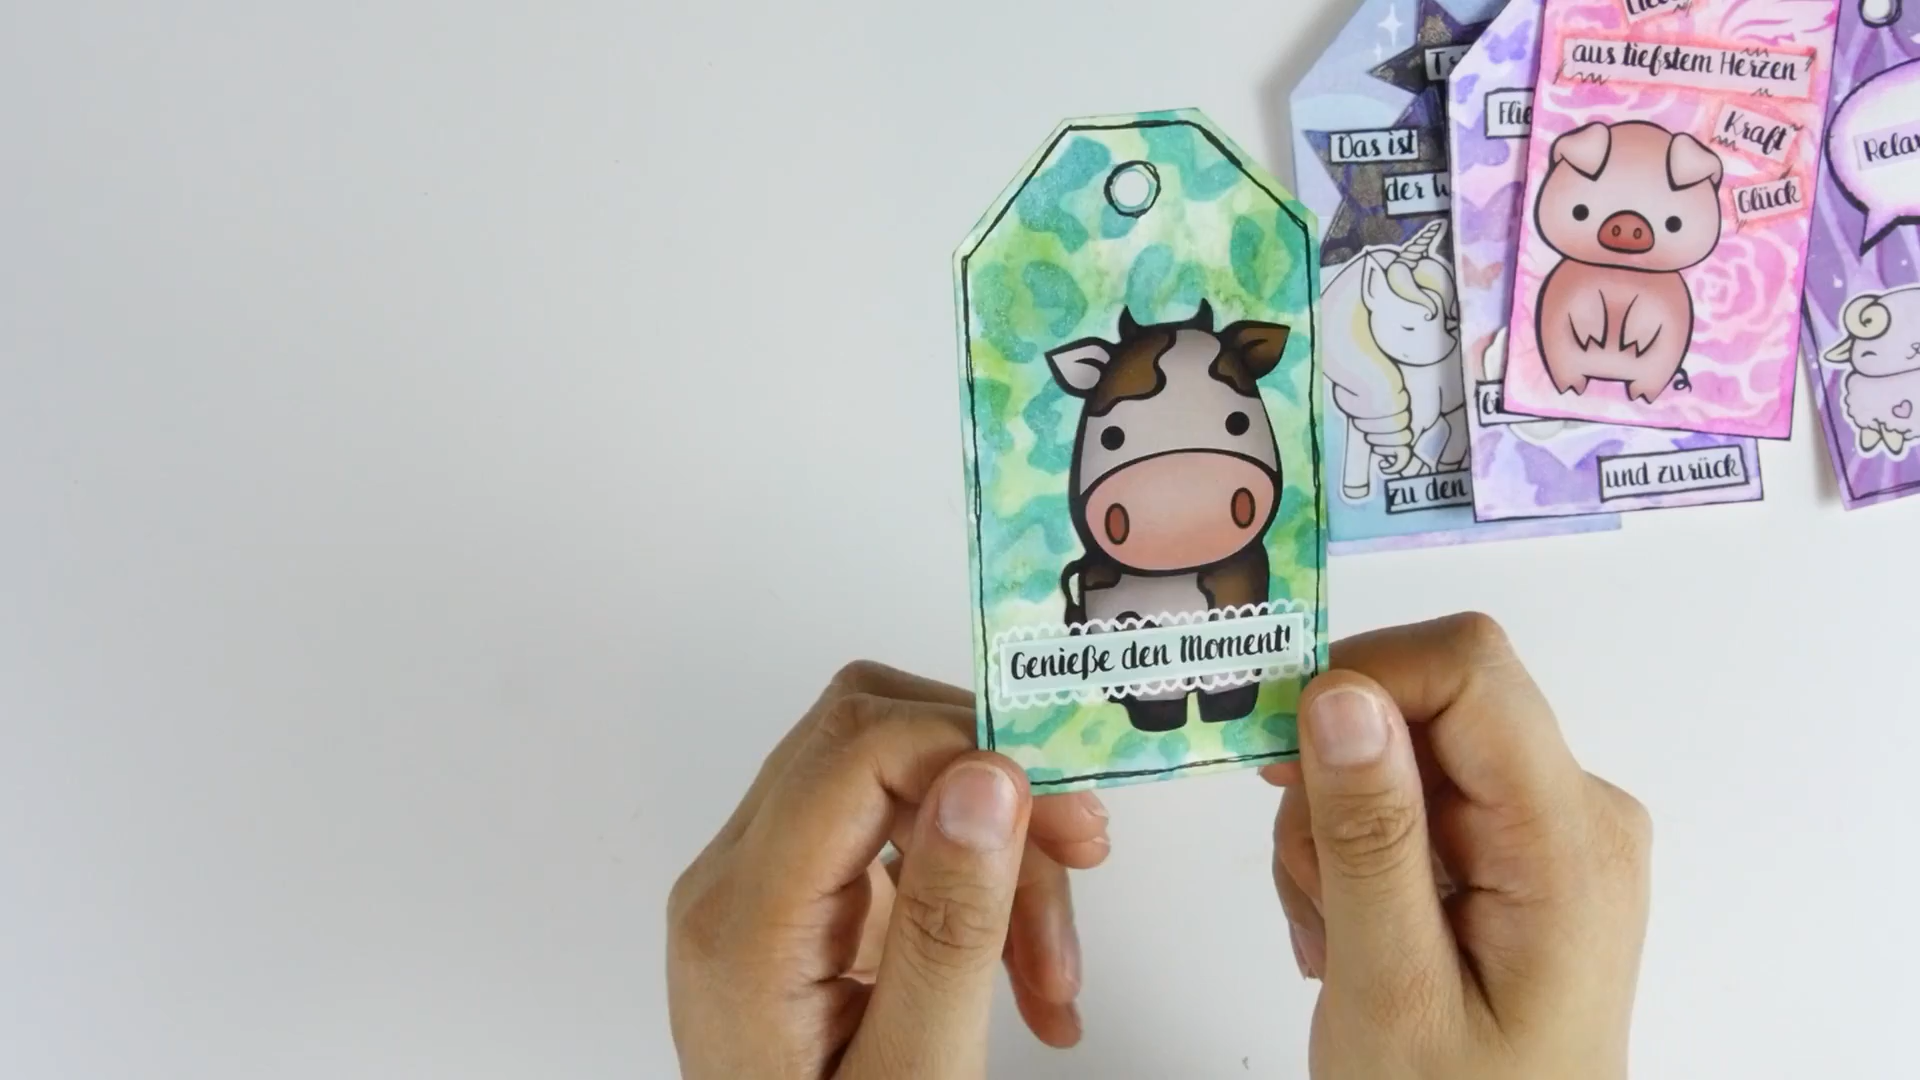 Genieße den Moment!
Das ist
der
zu den
und zurück
aus tiefstem Herzen
Kraft
Glück